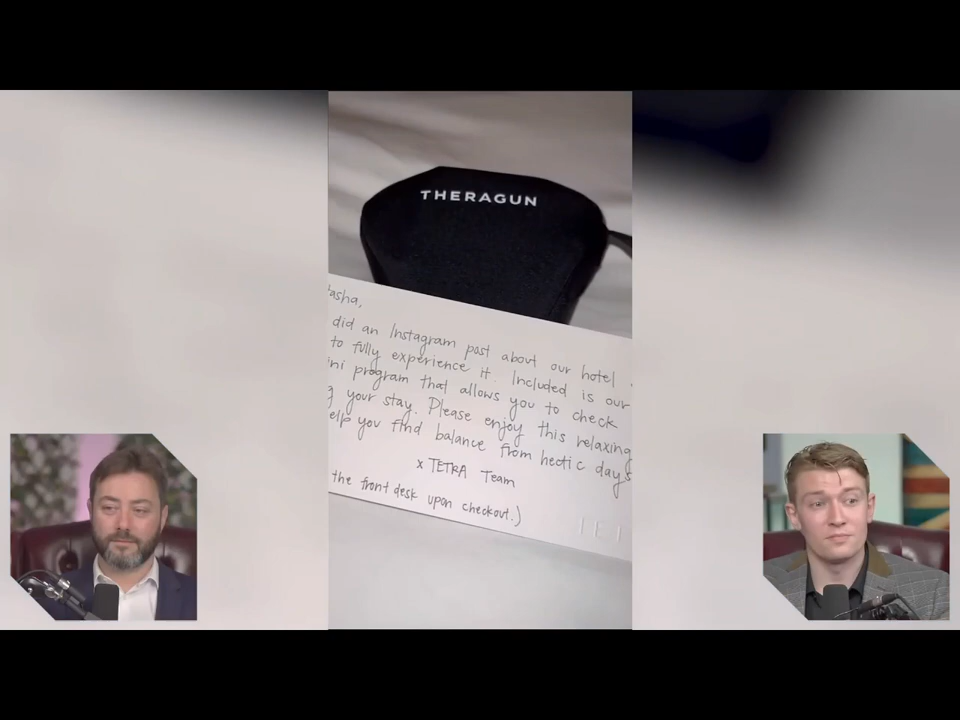 THERAGUN
asha,
did an Instagram post about our hotel
to fully experience it. Included is our
ni program that allows you to check
g your stay. Please enjoy this relaxing
elp you find balance from hectic days
x TETRA Team
the front desk upon checkout.)
TET